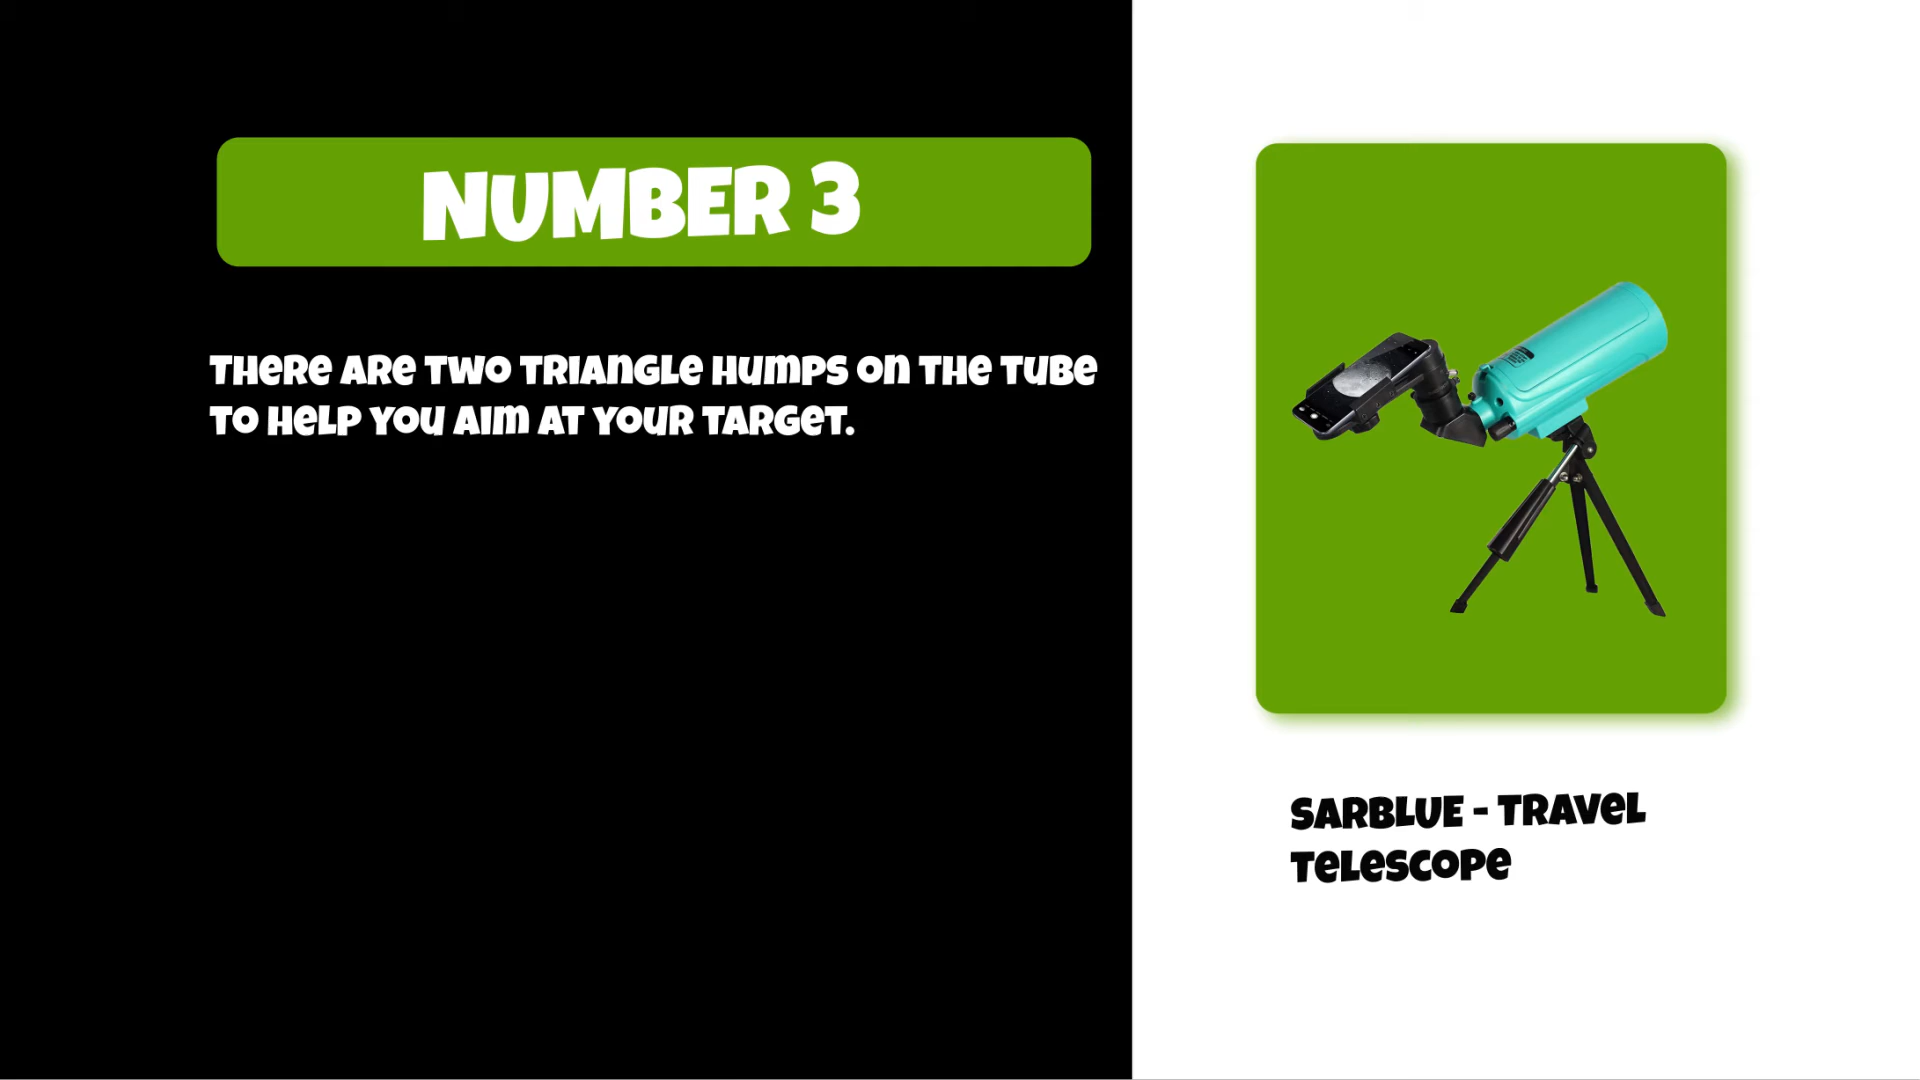 NUMBER 3
THERE ARE TWO TRIANGLE HUMPS ON THE TUBE
TO HELP YOU AIM AT YOUR TARGET.
SARBLUE - TRAVEL
TELESCOPE